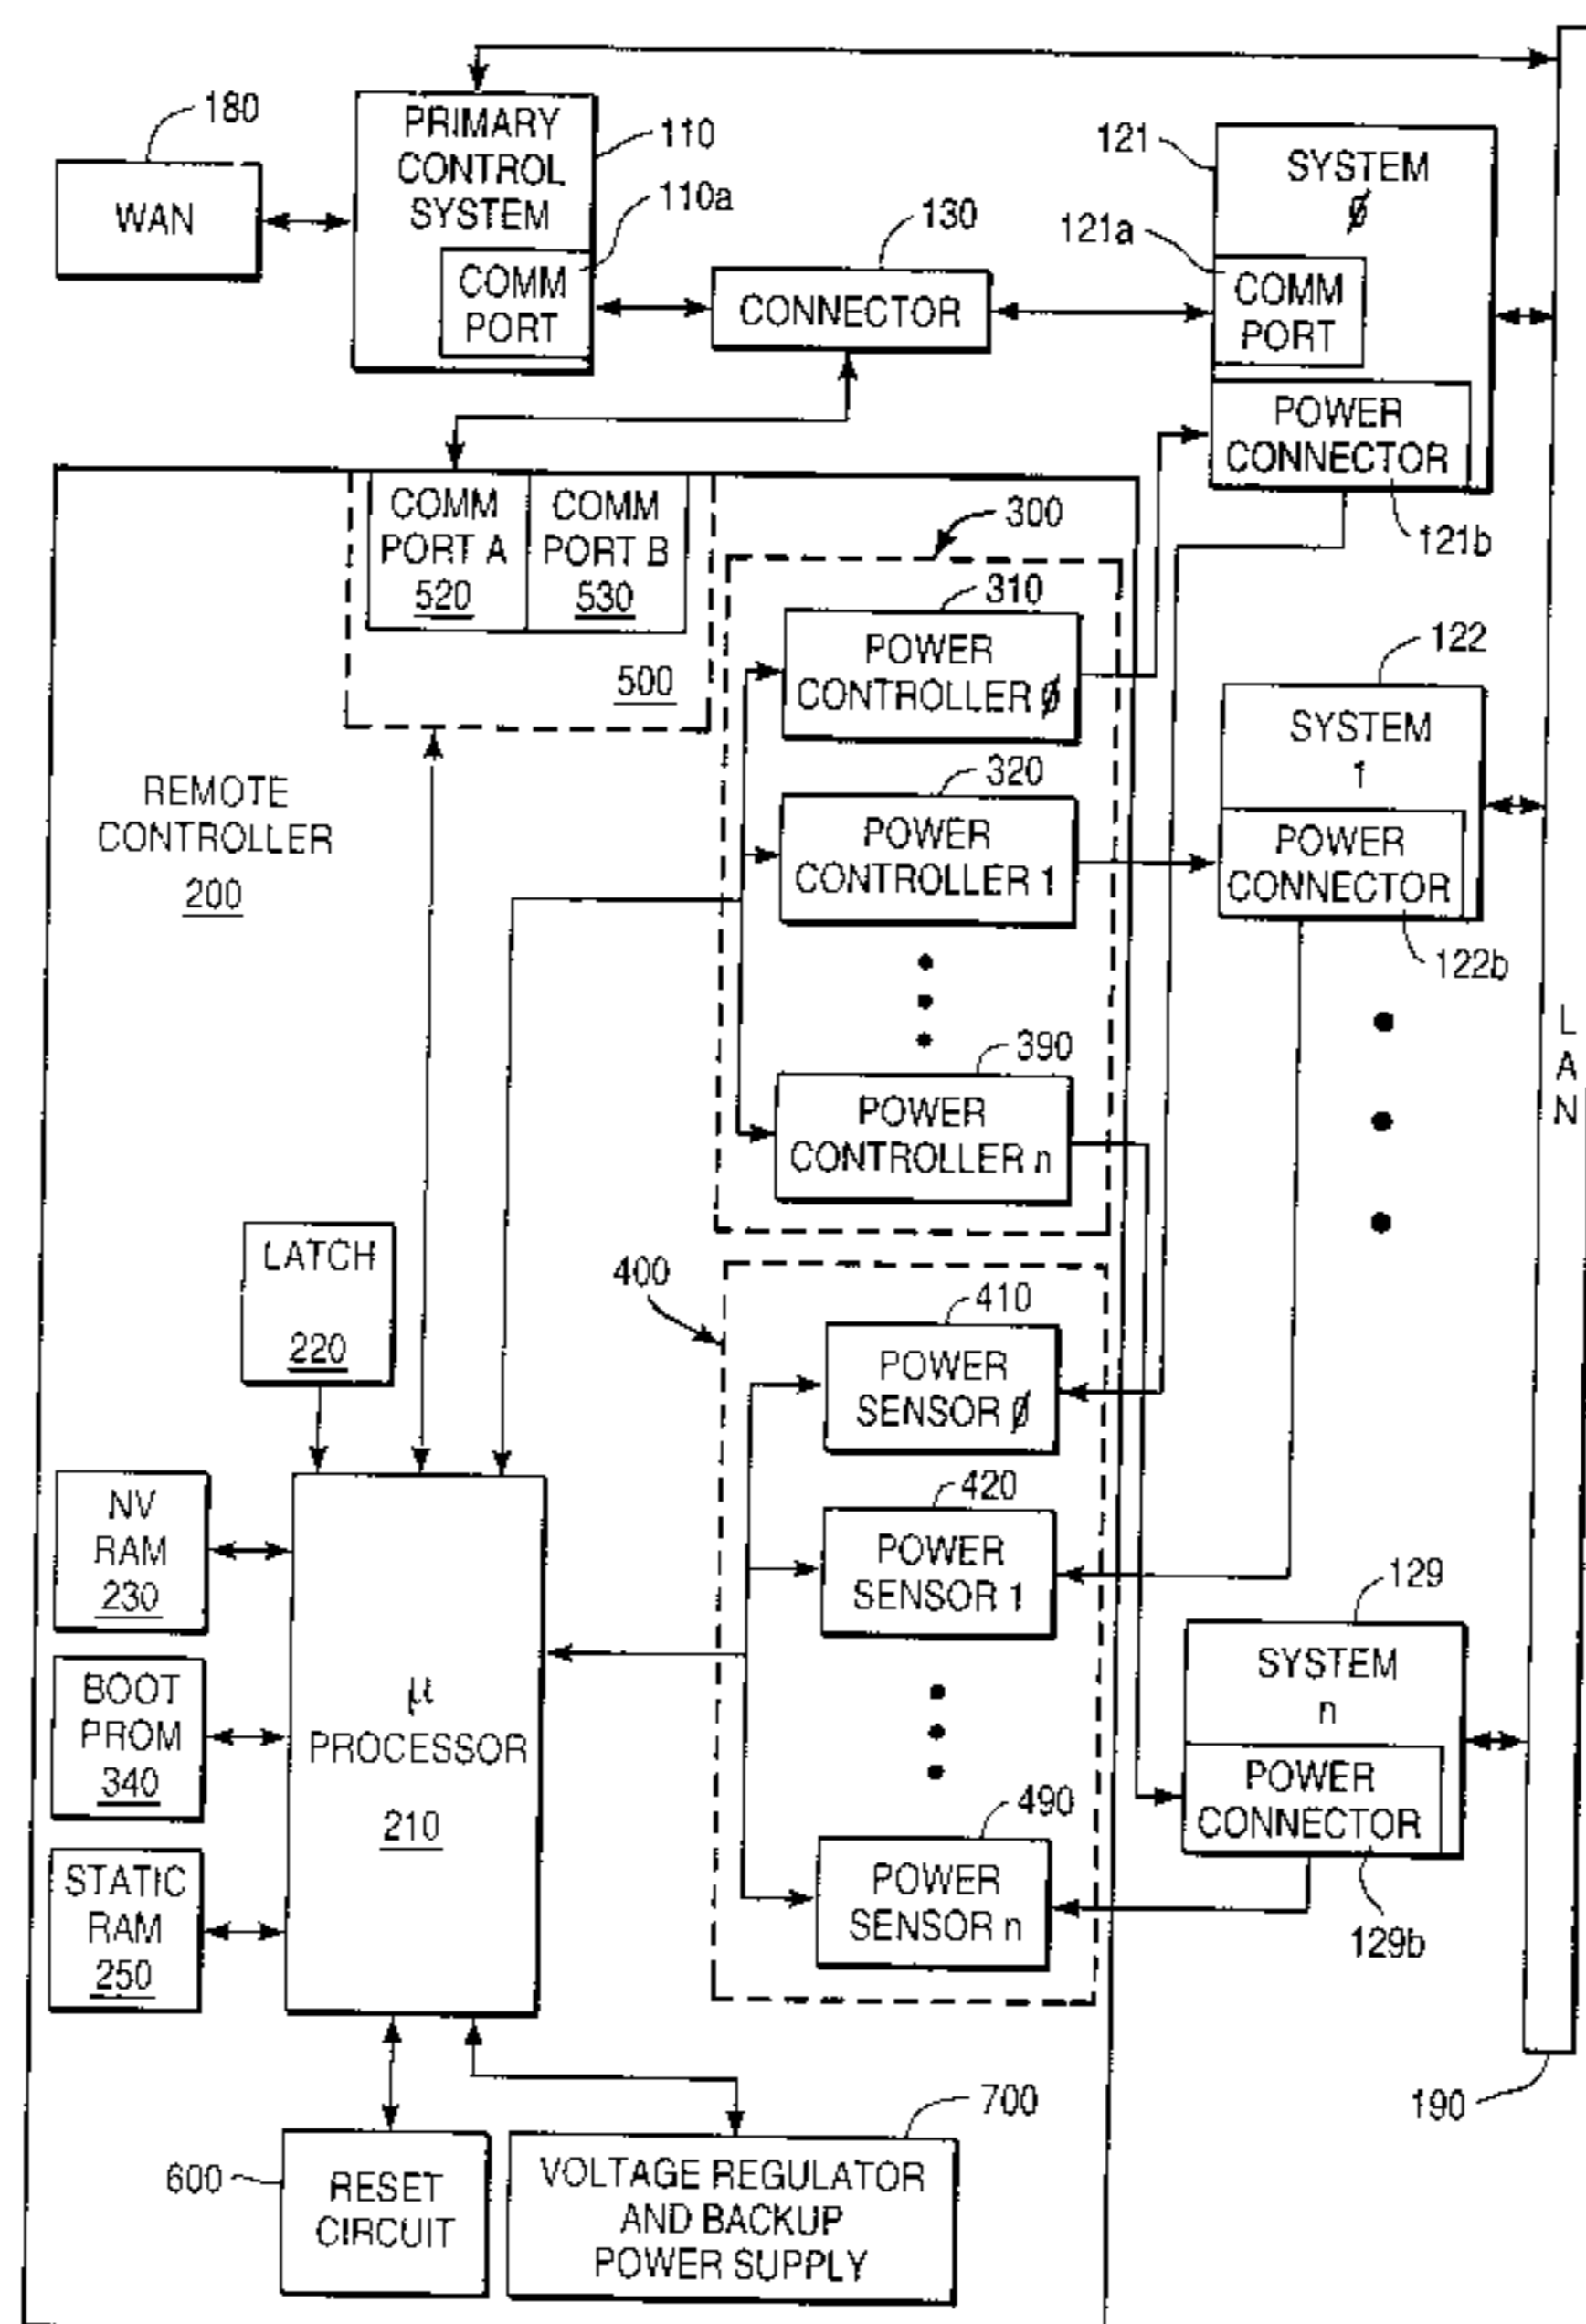 180
WAN
PRIMARY
CONTROL
SYSTEM
110
110a
COMM
PORT
130
CONNECTOR
121
SYSTEM
ø
121a
COMM
PORT
POWER
CONNECTOR
121b
COMM
PORT A
520
COMM
PORT B
530
500
300
310
POWER
CONTROLLER ø
320
POWER
CONTROLLER 1
390
POWER
CONTROLLER n
122
SYSTEM
1
POWER
CONNECTOR
122b
L
A
N
REMOTE
CONTROLLER
200
LATCH
220
400
410
POWER
SENSOR ø
420
POWER
SENSOR 1
490
POWER
SENSOR n
NV
RAM
230
BOOT
PROM
340
STATIC
RAM
250
µ
PROCESSOR
210
129
SYSTEM
n
POWER
CONNECTOR
129b
190
600
RESET
CIRCUIT
700
VOLTAGE REGULATOR
AND BACKUP
POWER SUPPLY